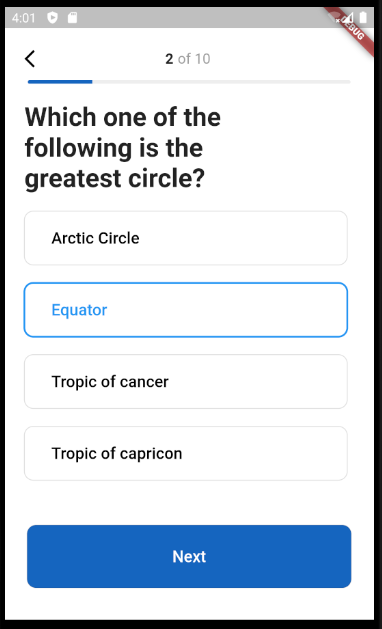 4:01
DEBUG
2 of 10
Which one of the
following is the
greatest circle?
Arctic Circle
Equator
Tropic of cancer
Tropic of capricon
Next